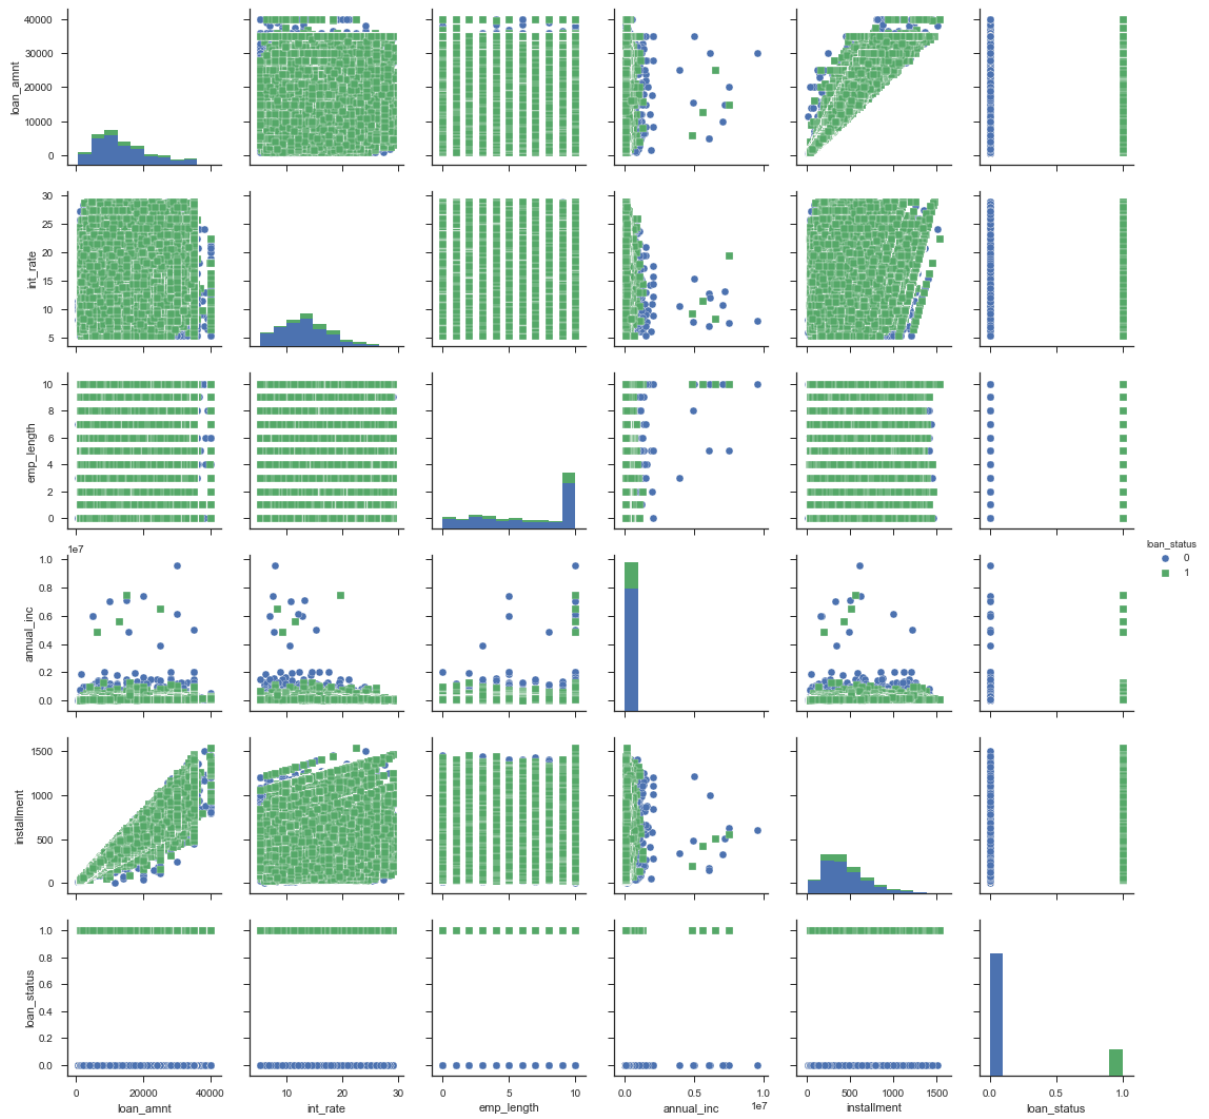 40000
30000
20000
10000
0
loan_amnt
30
25
20
15
10
5
int_rate
10
8
6
4
2
0
emp_length
1e7
1.0
0.8
0.6
0.4
0.2
0.0
annual_inc
loan_status
0
1
1500
1000
500
0
installment
1.0
0.8
0.6
0.4
0.2
0.0
loan_status
0 20000 40000
loan_amnt
10 20 30
int_rate
0 5 10
emp_length
0.0 0.2 0.4 0.6 0.8 1.0
1e7
annual_inc
0 500 1000 1500
installment
0.0 0.5 1.0
loan_status